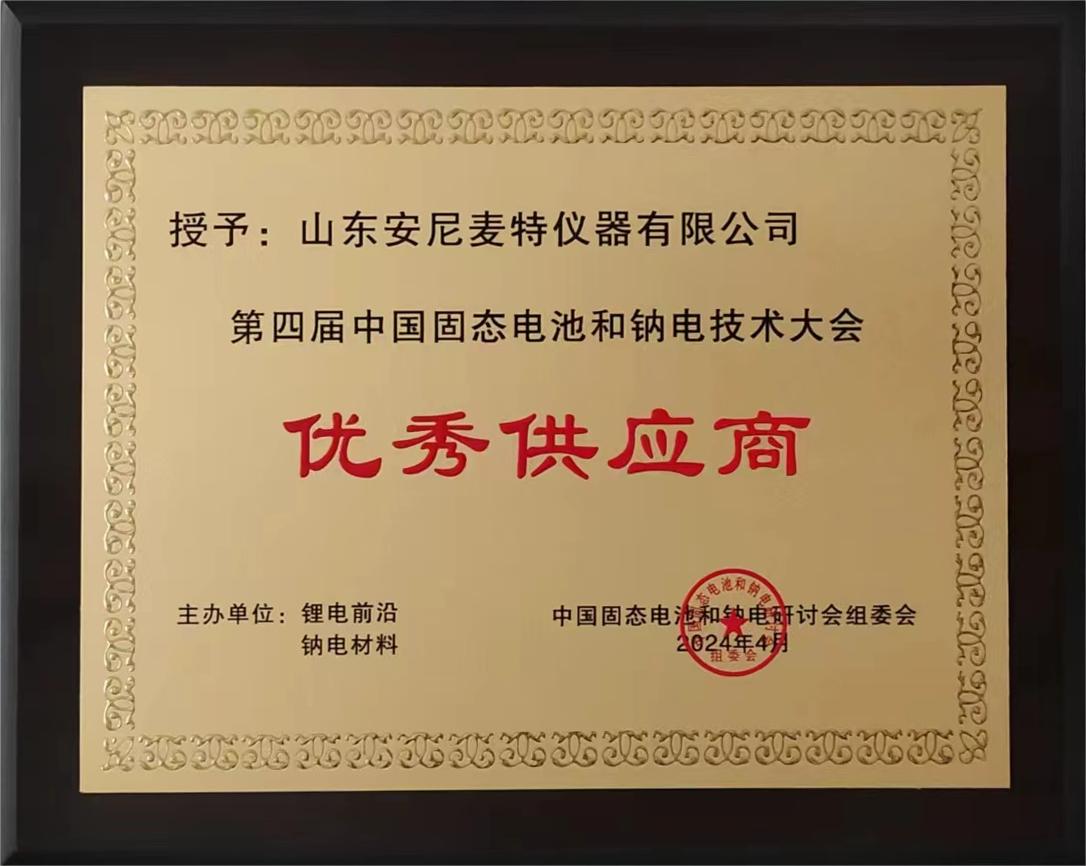 授予：山东安尼麦特仪器有限公司
第四届中国固态电池和钠电技术大会
优秀供应商
主办单位：锂电前沿
钠电材料
中国固态电池和钠电研讨会组委会
2024年4月
组委会